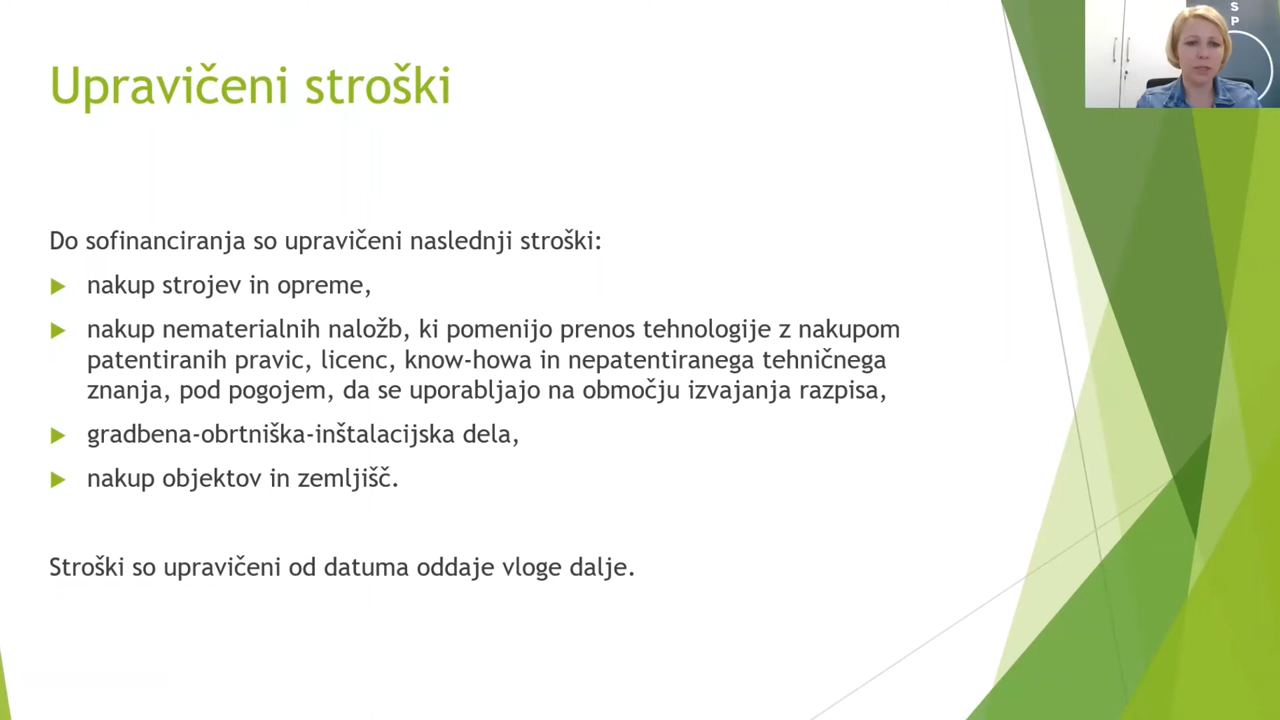 S
P
Upravičeni stroški
Do sofinanciranja so upravičeni naslednji stroški:
nakup strojev in opreme,
nakup nematerialnih naložb, ki pomenijo prenos tehnologije z nakupom
patentiranih pravic, licenc, know-howa in nepatentiranega tehničnega
znanja, pod pogojem, da se uporabljajo na območju izvajanja razpisa,
gradbena-obrtniška-inštalacijska dela,
nakup objektov in zemljišč.
Stroški so upravičeni od datuma oddaje vloge dalje.